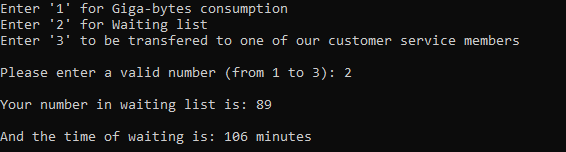 Enter '1' for Giga-bytes consumption
Enter '2' for Waiting list
Enter '3' to be transfered to one of our customer service members
Please enter a valid number (from 1 to 3): 2
Your number in waiting list is: 89
And the time of waiting is: 106 minutes